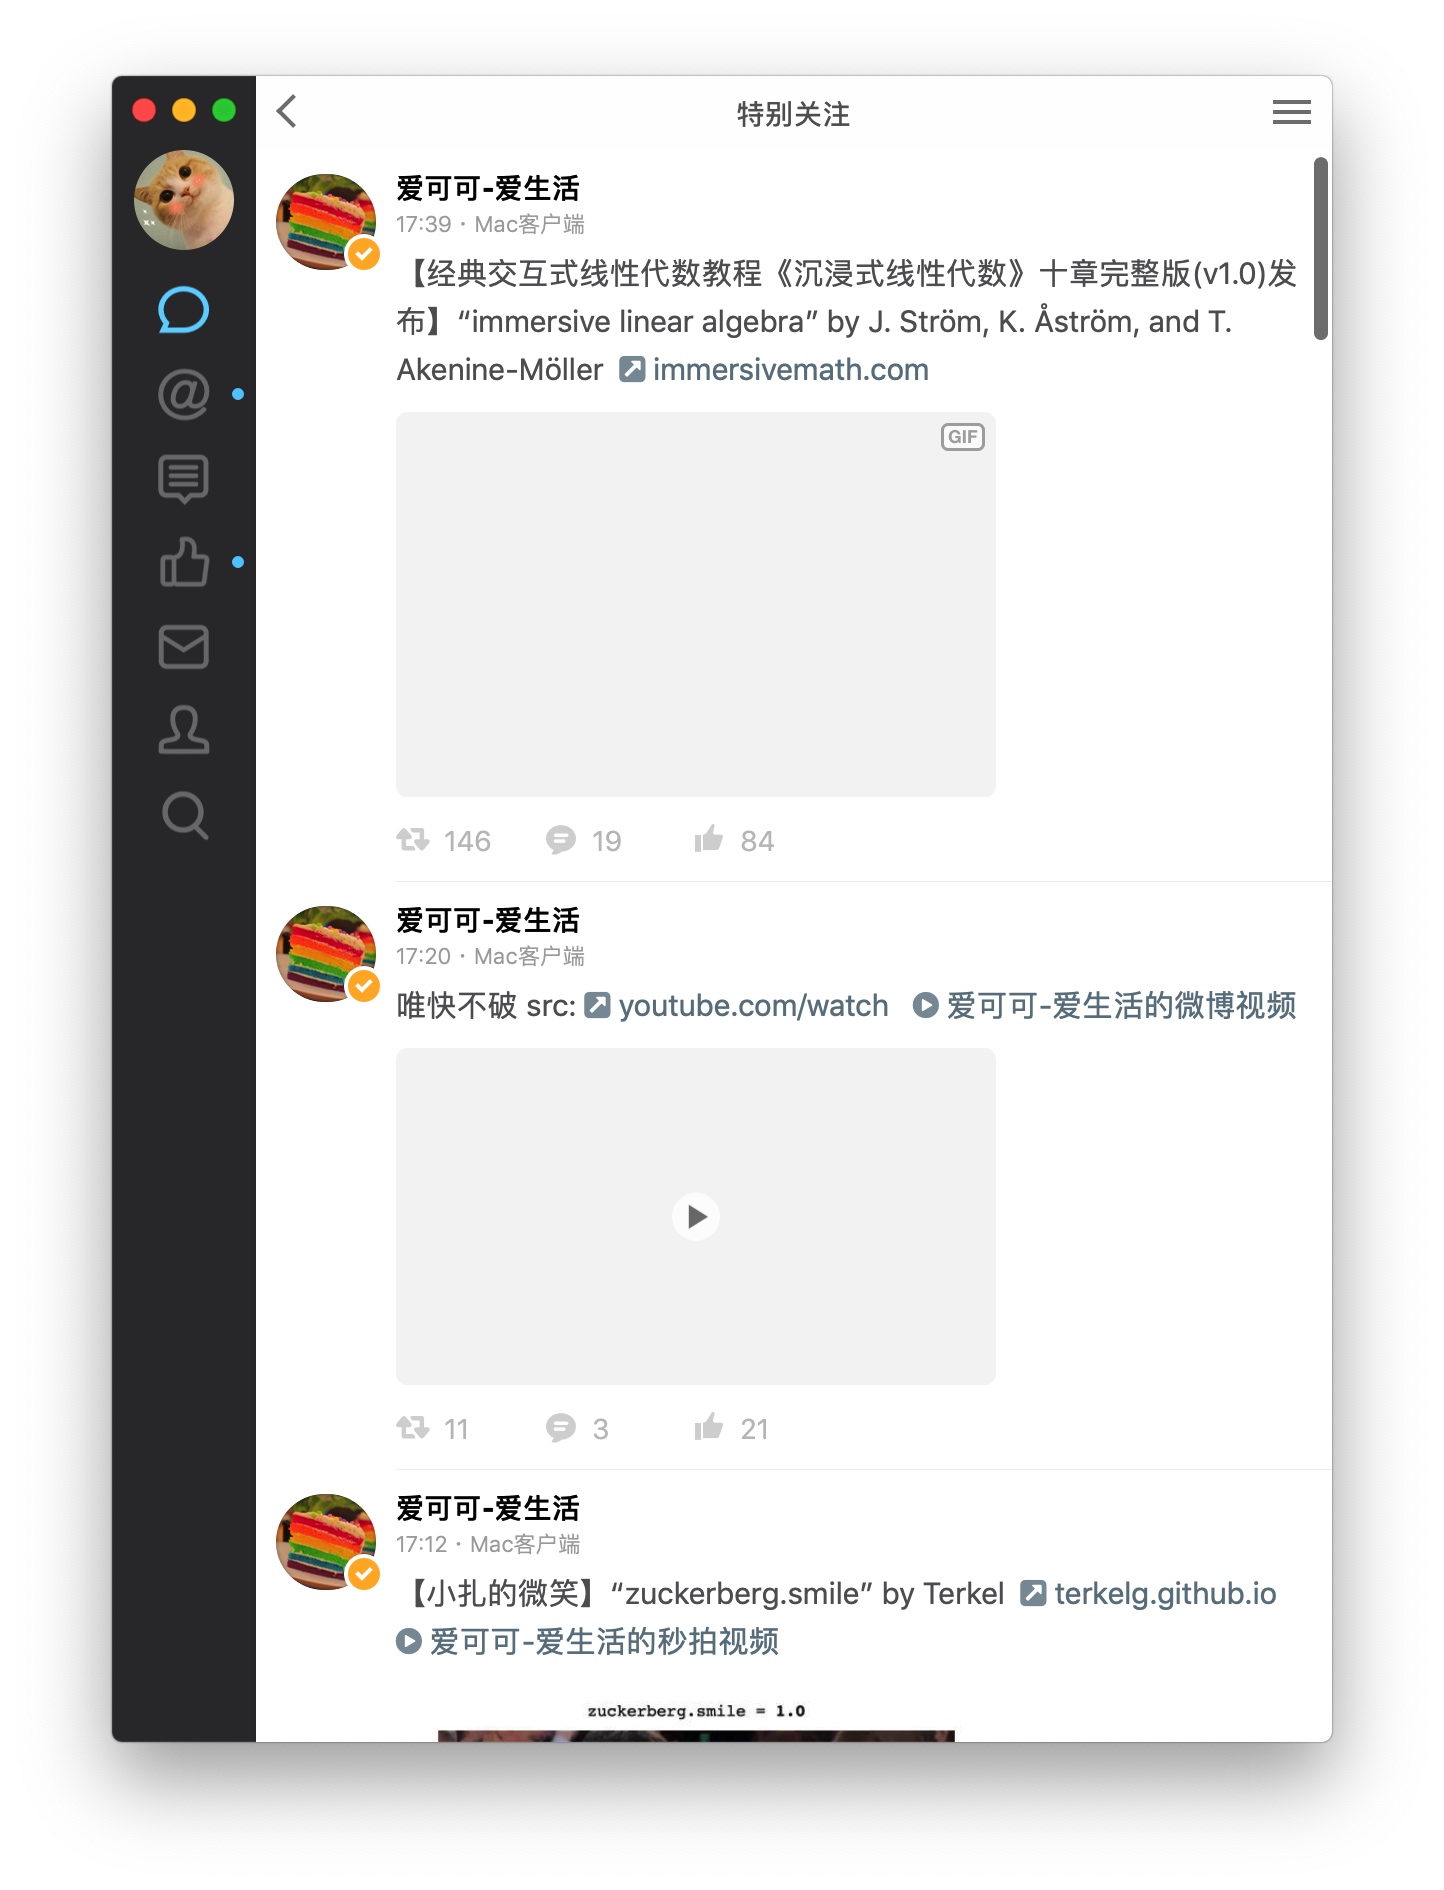 特别关注
爱可可-爱生活
17:39 · Mac客户端
【经典交互式线性代数教程《沉浸式线性代数》十章完整版(v1.0)发
布】“immersive linear algebra” by J. Ström, K. Åström, and T.
Akenine-Möller immersivemath.com
GIF
146 19 84
爱可可-爱生活
17:20 · Mac客户端
唯快不破 src: youtube.com/watch 爱可可-爱生活的微博视频
11 3 21
爱可可-爱生活
17:12 · Mac客户端
【小扎的微笑】“zuckerberg.smile” by Terkel terkelg.github.io
爱可可-爱生活的秒拍视频
zuckerberg.smile = 1.0